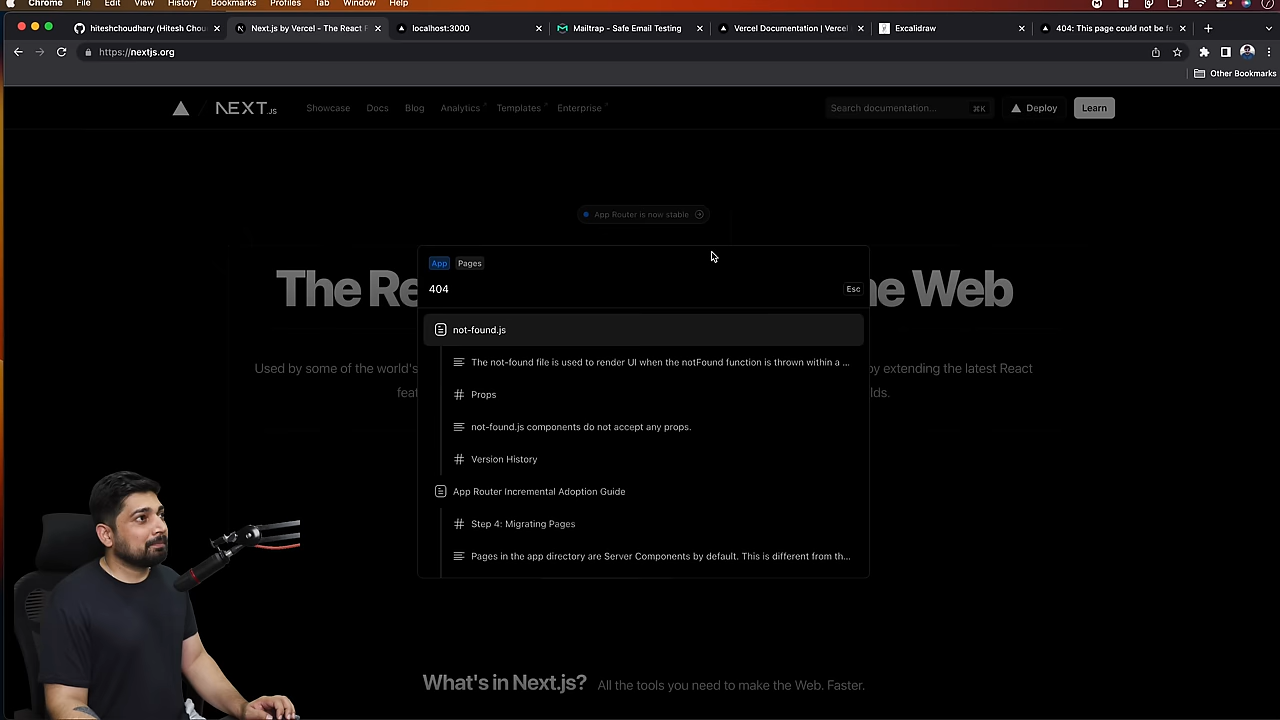 Chrome File Edit View History Bookmarks Profiles Tab Window Help
hiteshchoudhary (Hitesh Chou Next.js by Vercel - The React F localhost:3000 Mailtrap - Safe Email Testing Vercel Documentation | Vercel Excalidraw 404: This page could not be fo
https://nextjs.org
Other Bookmarks
NEXT.JS Showcase Docs Blog Analytics Templates Enterprise Search documentation... ⌘K Deploy Learn
App Router is now stable
App Pages
The Re e Web
404 Esc
not-found.js
The not-found file is used to render UI when the notFound function is thrown within a ...
Used by some of the world's by extending the latest React
feat lds.
Props
not-found.js components do not accept any props.
Version History
App Router Incremental Adoption Guide
Step 4: Migrating Pages
Pages in the app directory are Server Components by default. This is different from th...
What's in Next.js? All the tools you need to make the Web. Faster.